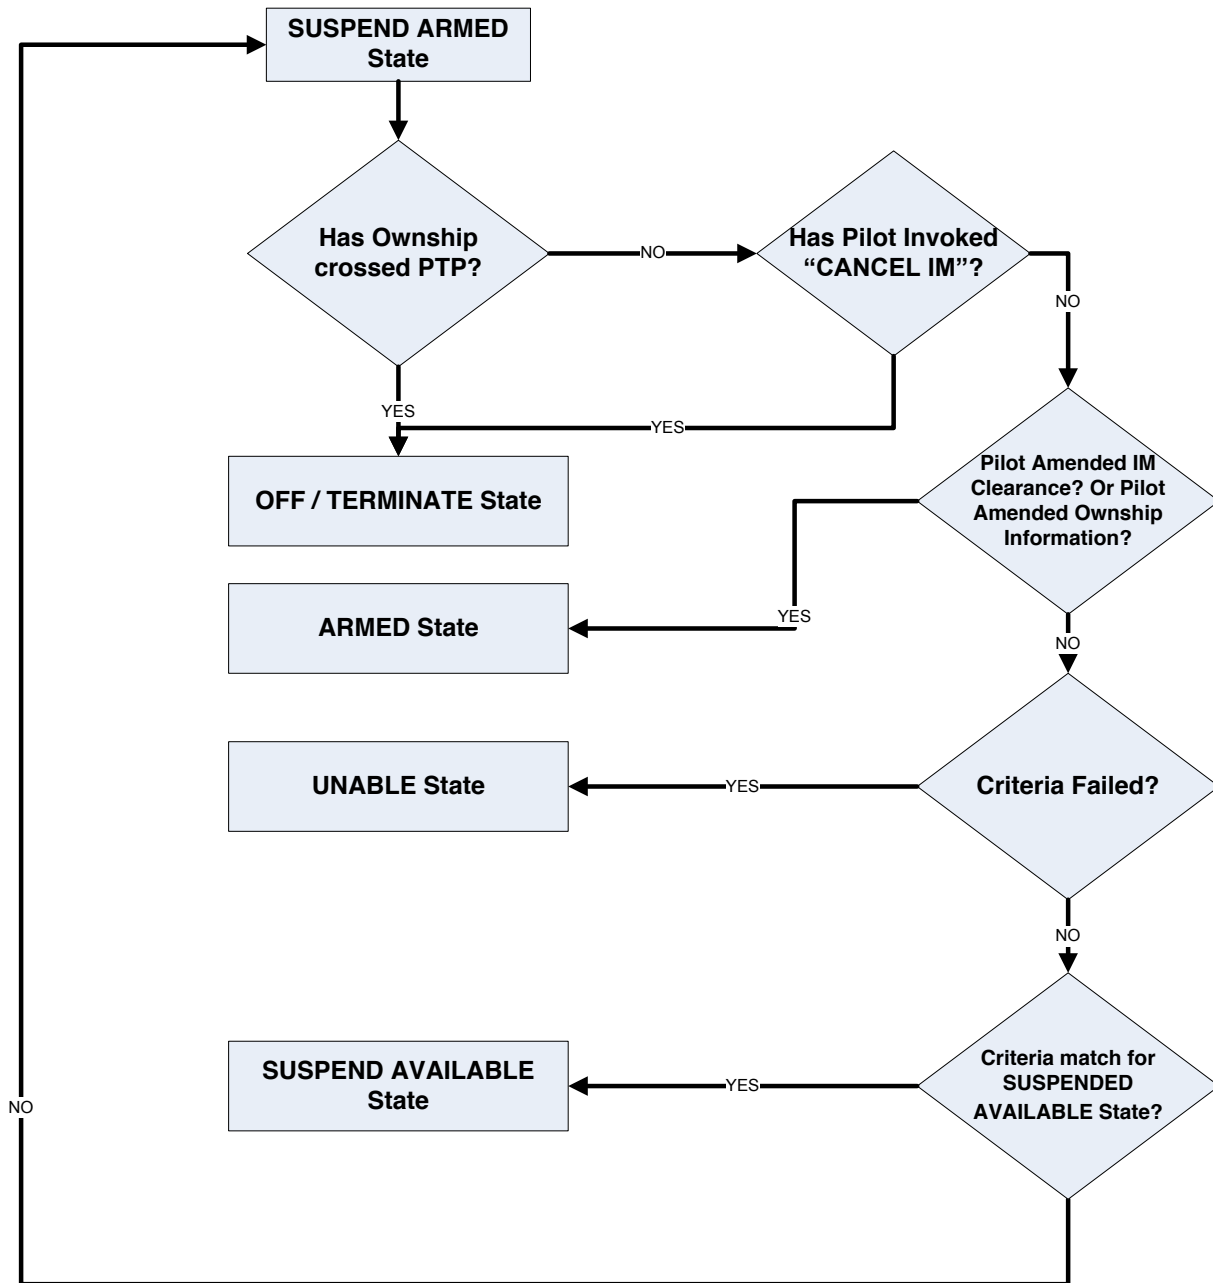 SUSPEND ARMED
State
Has Ownship
crossed PTP?
NO
Has Pilot Invoked
“CANCEL IM”?
NO
YES
YES
OFF / TERMINATE State
Pilot Amended IM
Clearance? Or Pilot
Amended Ownship
Information?
YES
ARMED State
NO
UNABLE State
YES
Criteria Failed?
NO
SUSPEND AVAILABLE
State
YES
Criteria match for
SUSPENDED
AVAILABLE State?
NO